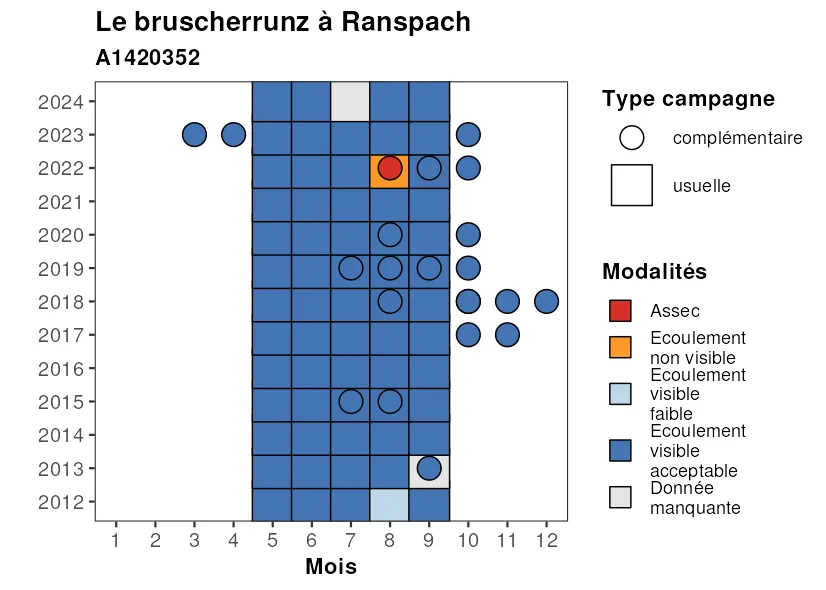 Le bruscherrunz à Ranspach
A1420352
2024
2023
2022
2021
2020
2019
2018
2017
2016
2015
2014
2013
2012
1 2 3 4 5 6 7 8 9 10 11 12
Mois
Type campagne
complémentaire
usuelle
Modalités
Assec
Ecoulement
non visible
Ecoulement
visible
faible
Ecoulement
visible
acceptable
Donnée
manquante